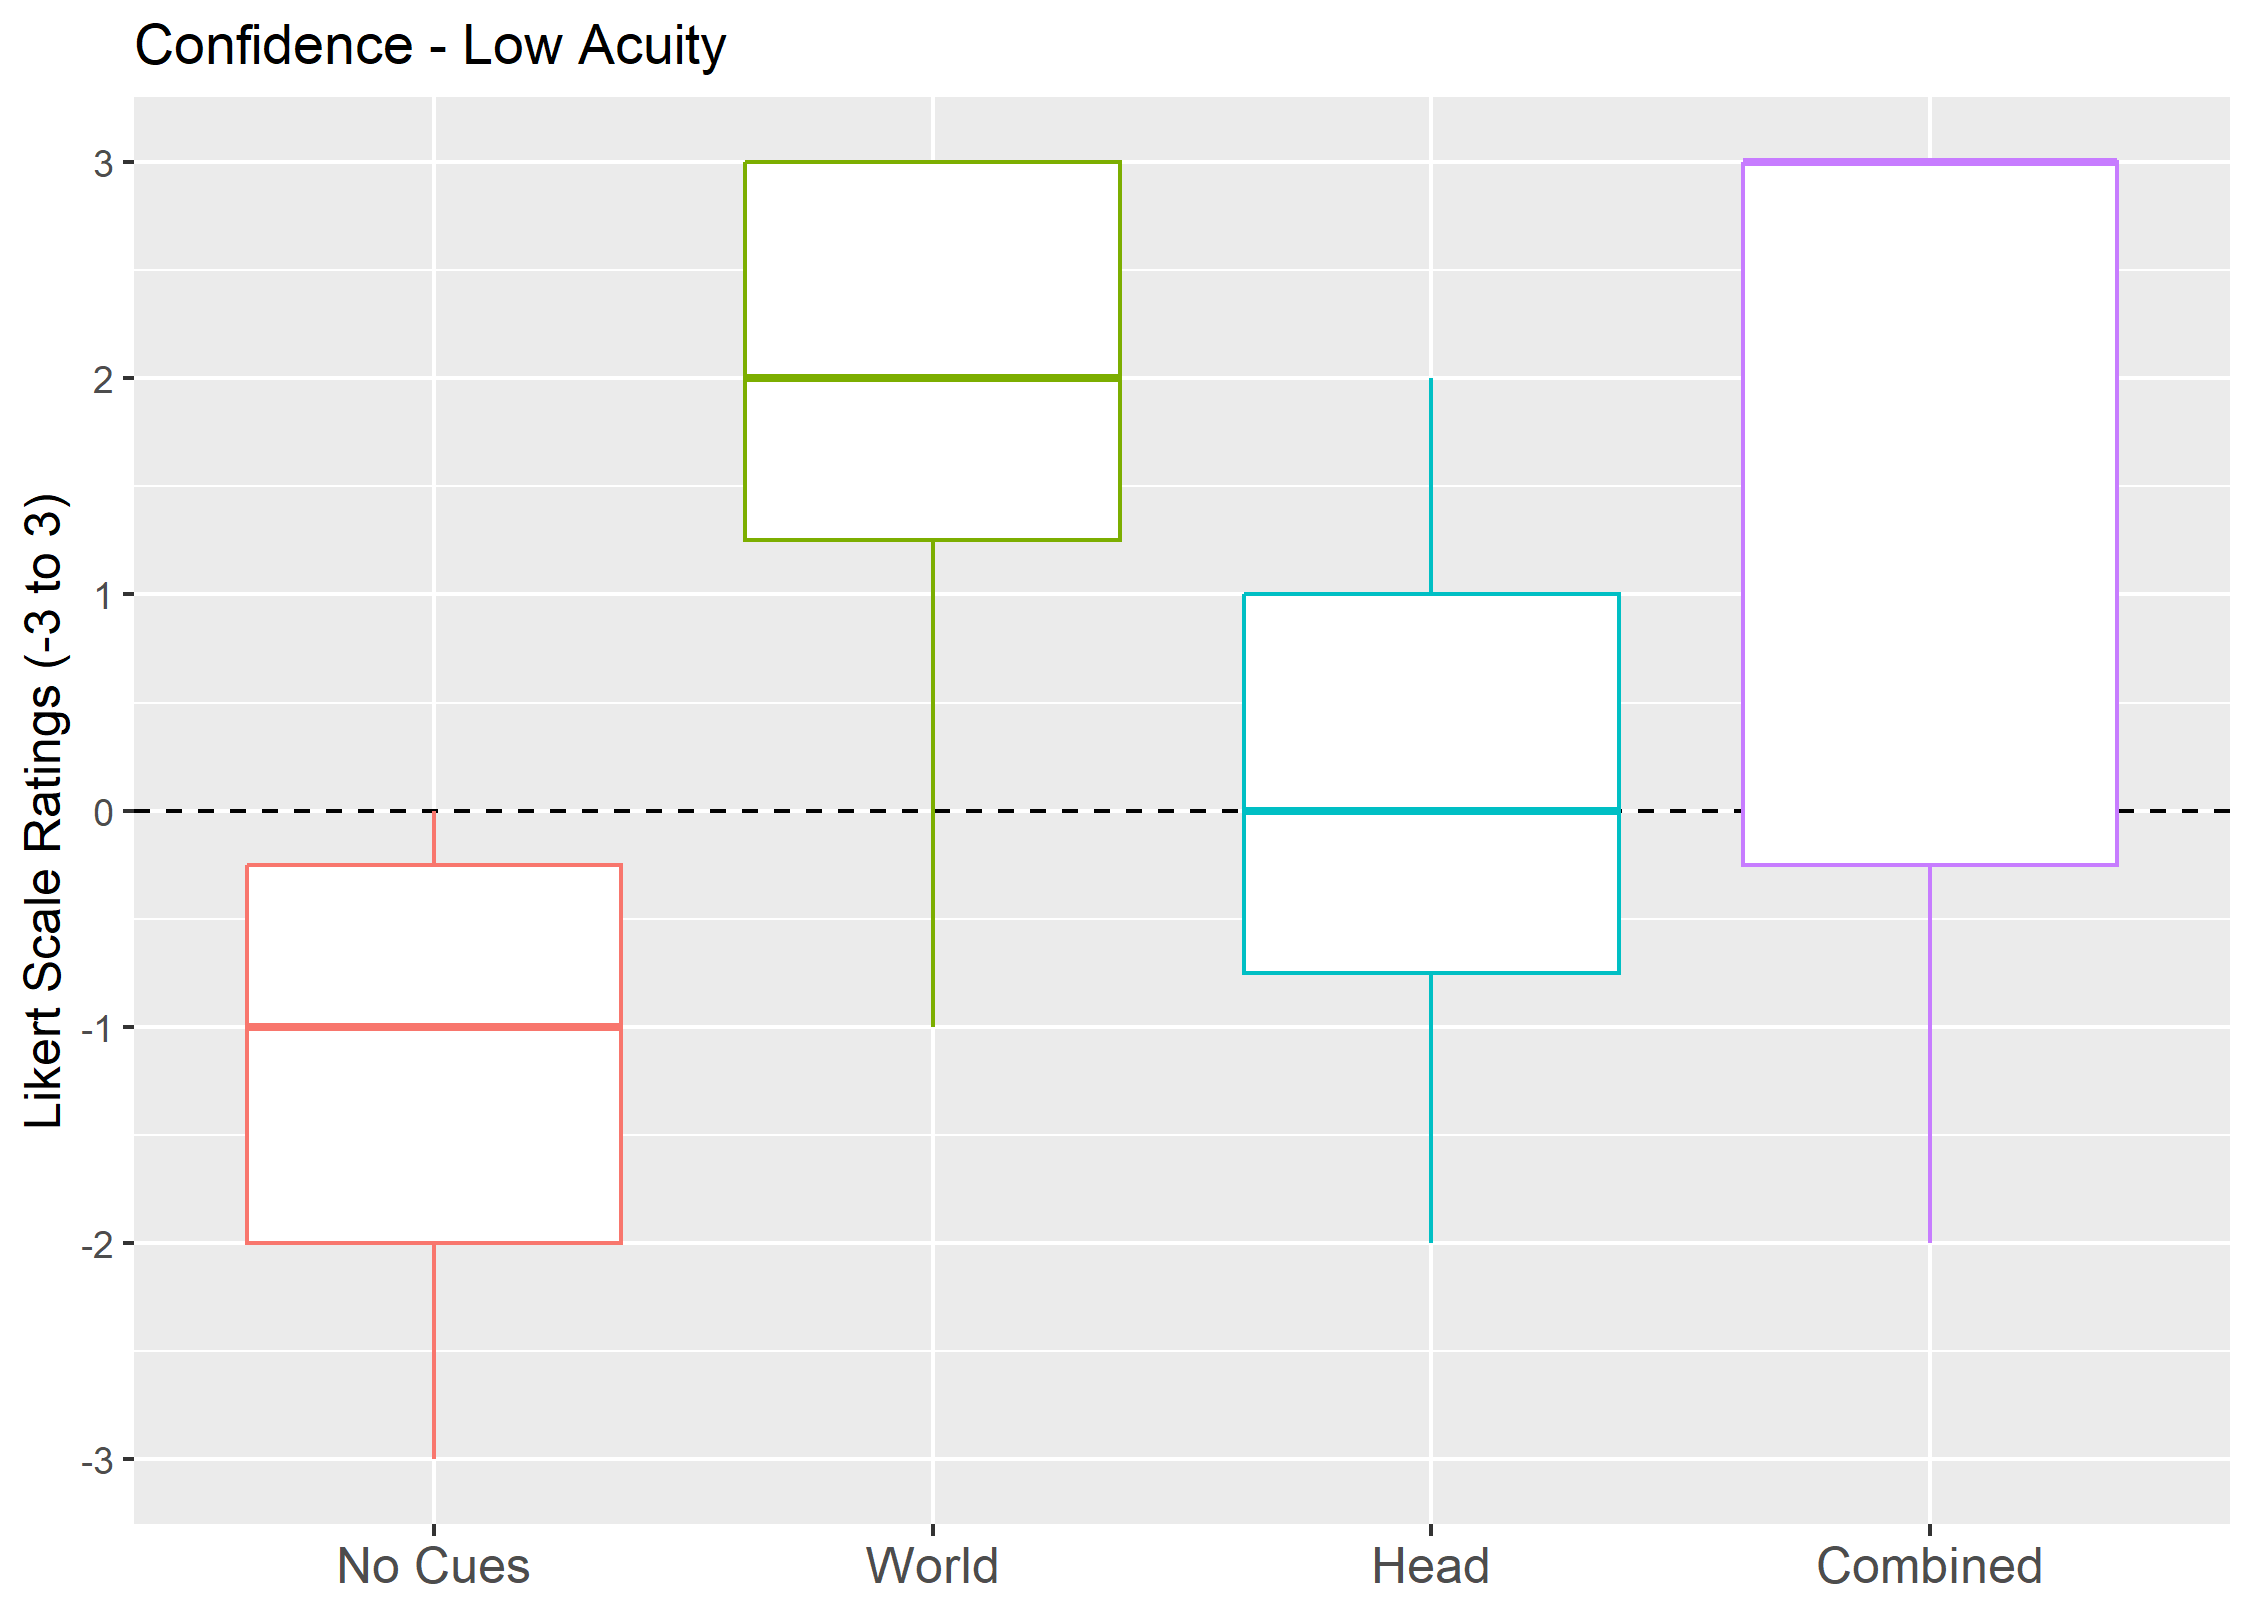 Confidence - Low Acuity
Likert Scale Ratings (-3 to 3)
3
2
1
0
-1
-2
-3
No Cues
World
Head
Combined